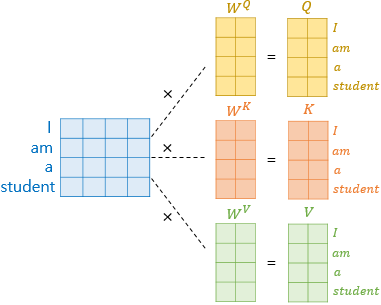 W^Q Q
I
am
= a
student
×
W^K K
I
am
a
student
I
× am
= a
student
×
W^V V
I
am
= a
student